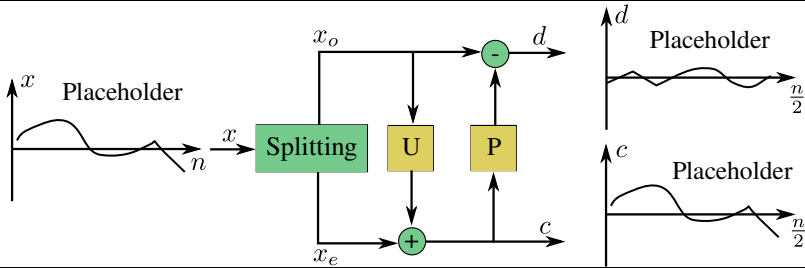 x
Placeholder
n
x
Splitting
x_o
x_e
U
P
-
+
d
c
d
Placeholder
n/2
c
Placeholder
n/2